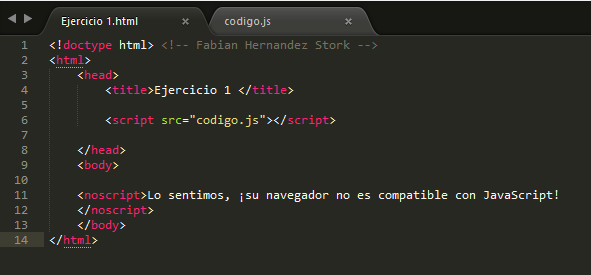 Ejercicio 1.html × codigo.js ×
1 <!doctype html> <!-- Fabian Hernandez Stork -->
2 <html>
3 <head>
4 <title>Ejercicio 1 </title>
5
6 <script src="codigo.js"></script>
7
8 </head>
9 <body>
10
11 <noscript>Lo sentimos, ¡su navegador no es compatible con JavaScript!
12 </noscript>
13 </body>
14 </html>